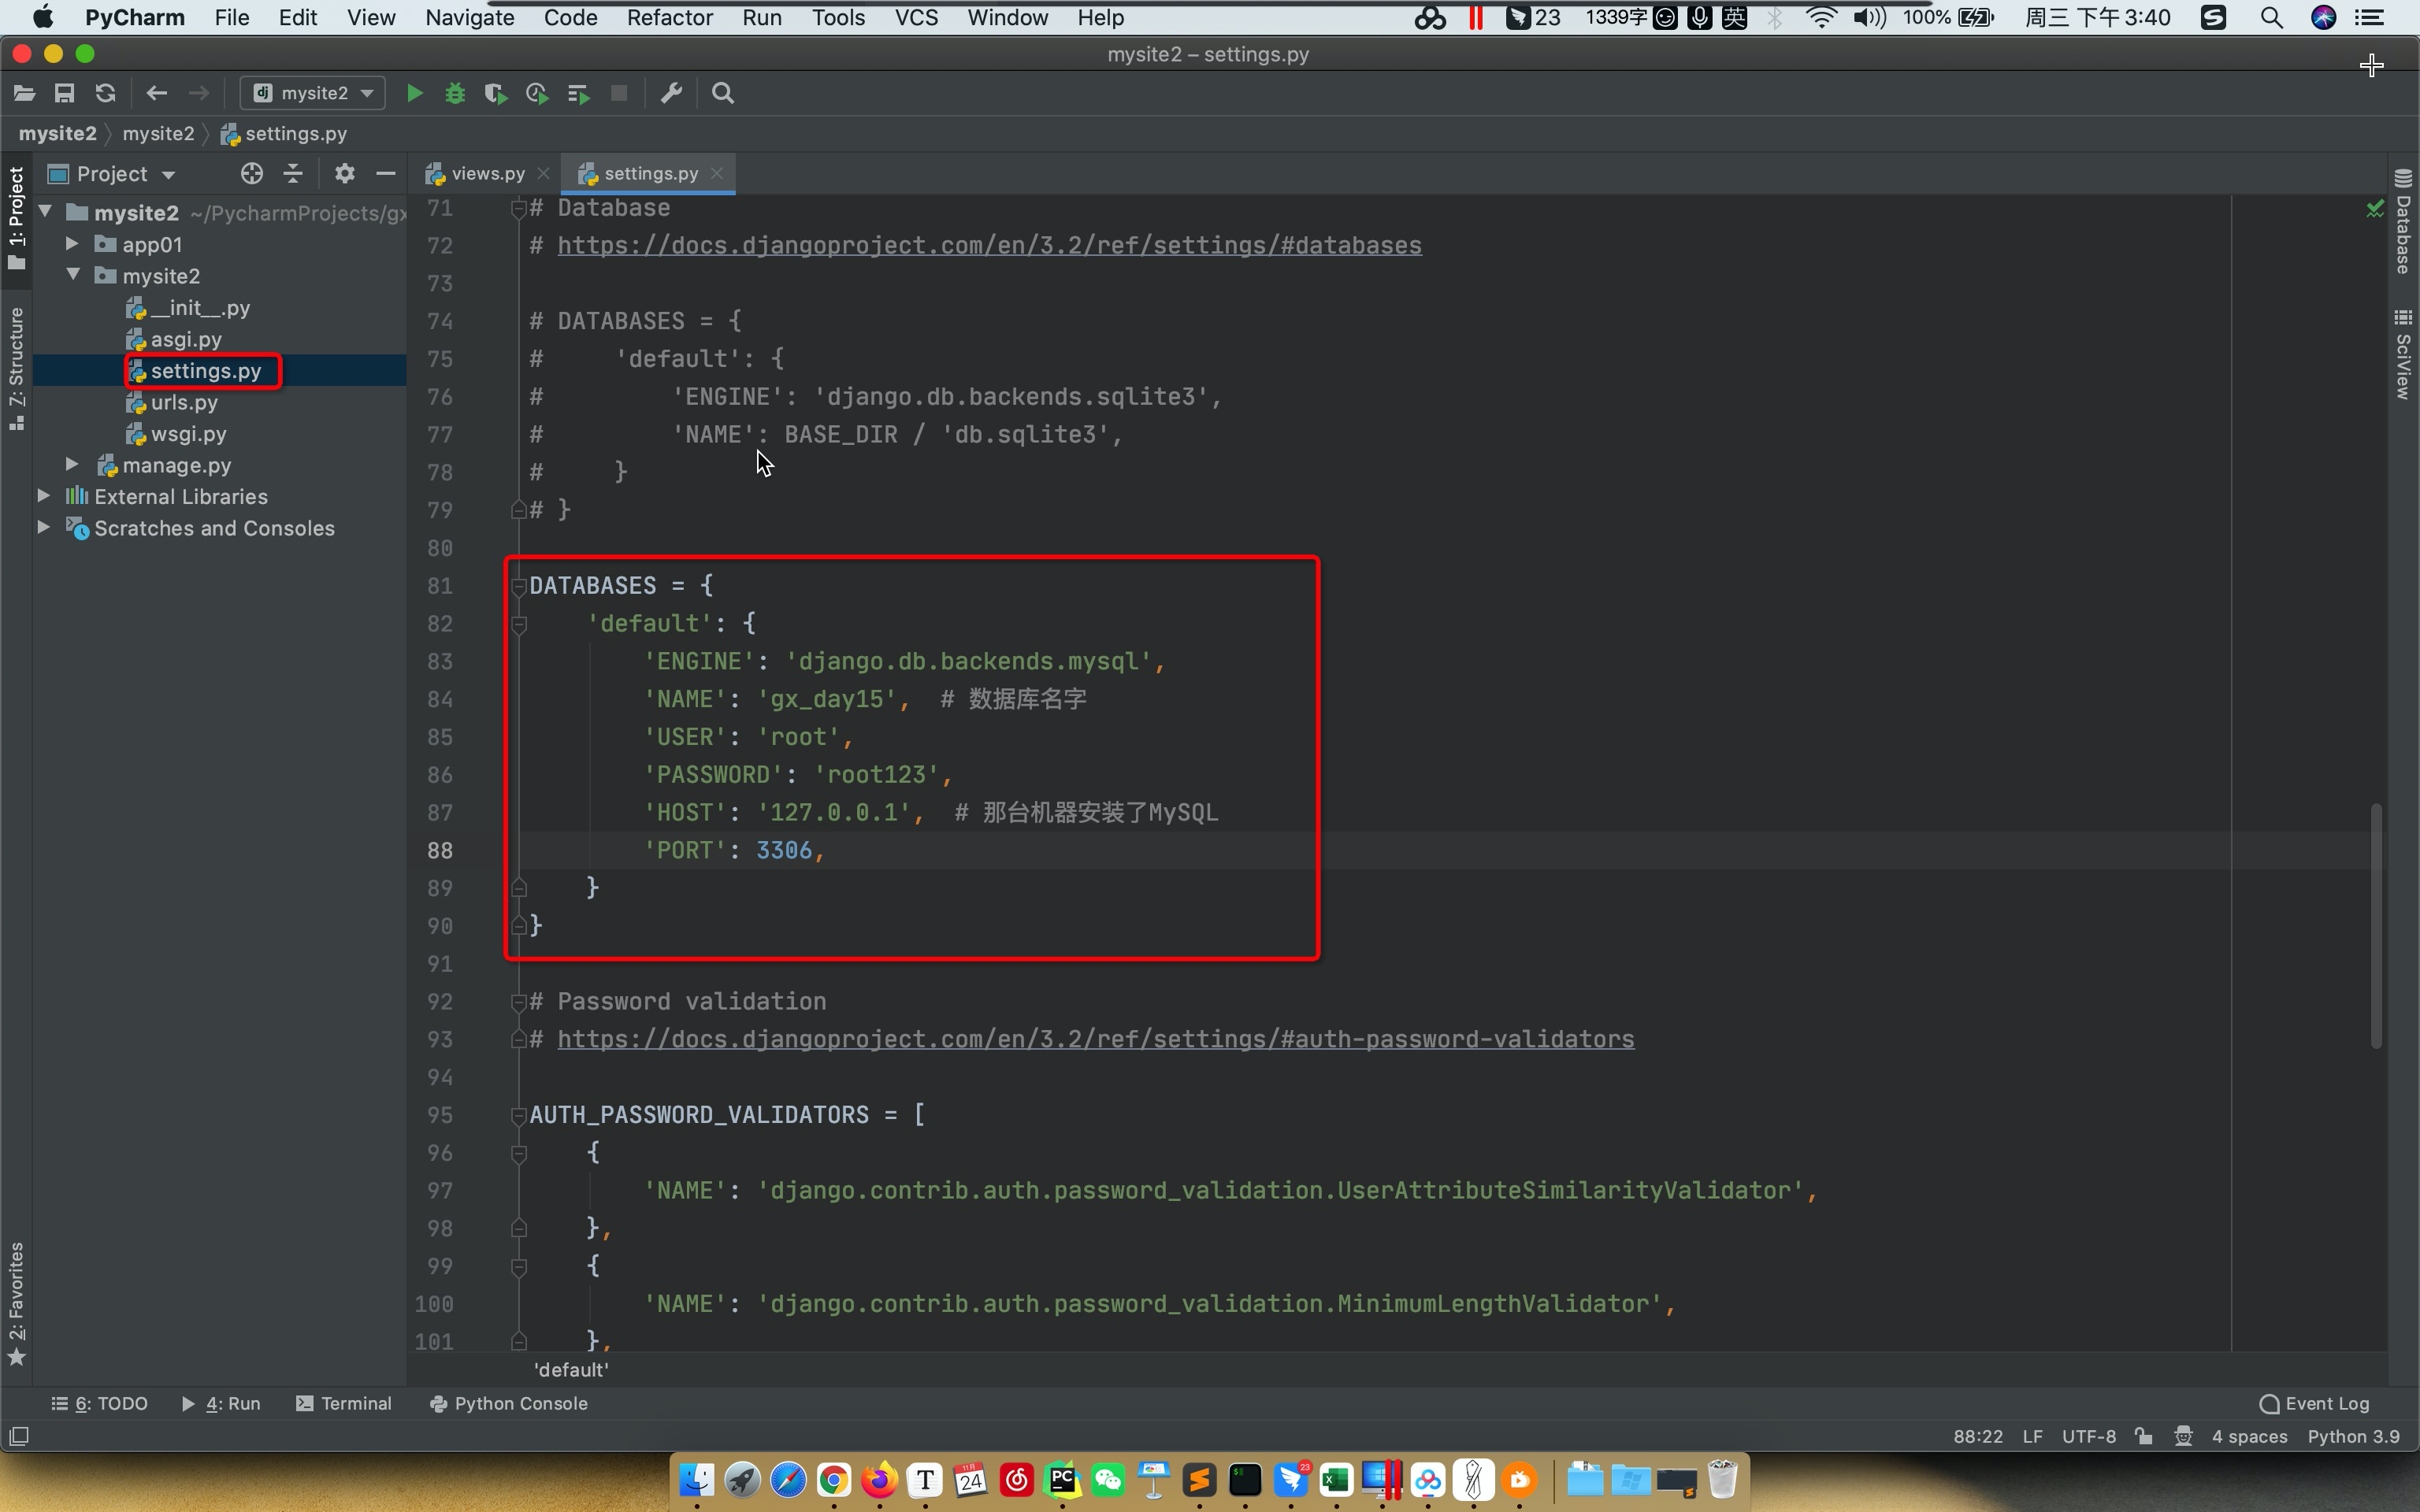 PyCharm File Edit View Navigate Code Refactor Run Tools VCS Window Help 23 1339字 英 100% 周三 下午3:40
mysite2 – settings.py
mysite2
mysite2 mysite2 settings.py
1: Project
Project
views.py settings.py
mysite2 ~/PycharmProjects/gx
app01
mysite2
__init__.py
asgi.py
settings.py
urls.py
wsgi.py
manage.py
External Libraries
Scratches and Consoles
7: Structure
2: Favorites
71 # Database
72 # https://docs.djangoproject.com/en/3.2/ref/settings/#databases
73
74 # DATABASES = {
75 #     'default': {
76 #         'ENGINE': 'django.db.backends.sqlite3',
77 #         'NAME': BASE_DIR / 'db.sqlite3',
78 #     }
79 # }
80
81 DATABASES = {
82     'default': {
83         'ENGINE': 'django.db.backends.mysql',
84         'NAME': 'gx_day15',  # 数据库名字
85         'USER': 'root',
86         'PASSWORD': 'root123',
87         'HOST': '127.0.0.1',  # 那台机器安装了MySQL
88         'PORT': 3306,
89     }
90 }
91
92 # Password validation
93 # https://docs.djangoproject.com/en/3.2/ref/settings/#auth-password-validators
94
95 AUTH_PASSWORD_VALIDATORS = [
96     {
97         'NAME': 'django.contrib.auth.password_validation.UserAttributeSimilarityValidator',
98     },
99     {
100         'NAME': 'django.contrib.auth.password_validation.MinimumLengthValidator',
101     },
'default'
Database
SciView
6: TODO 4: Run Terminal Python Console Event Log
88:22 LF UTF-8 4 spaces Python 3.9
T 11月 24 PC 23 X